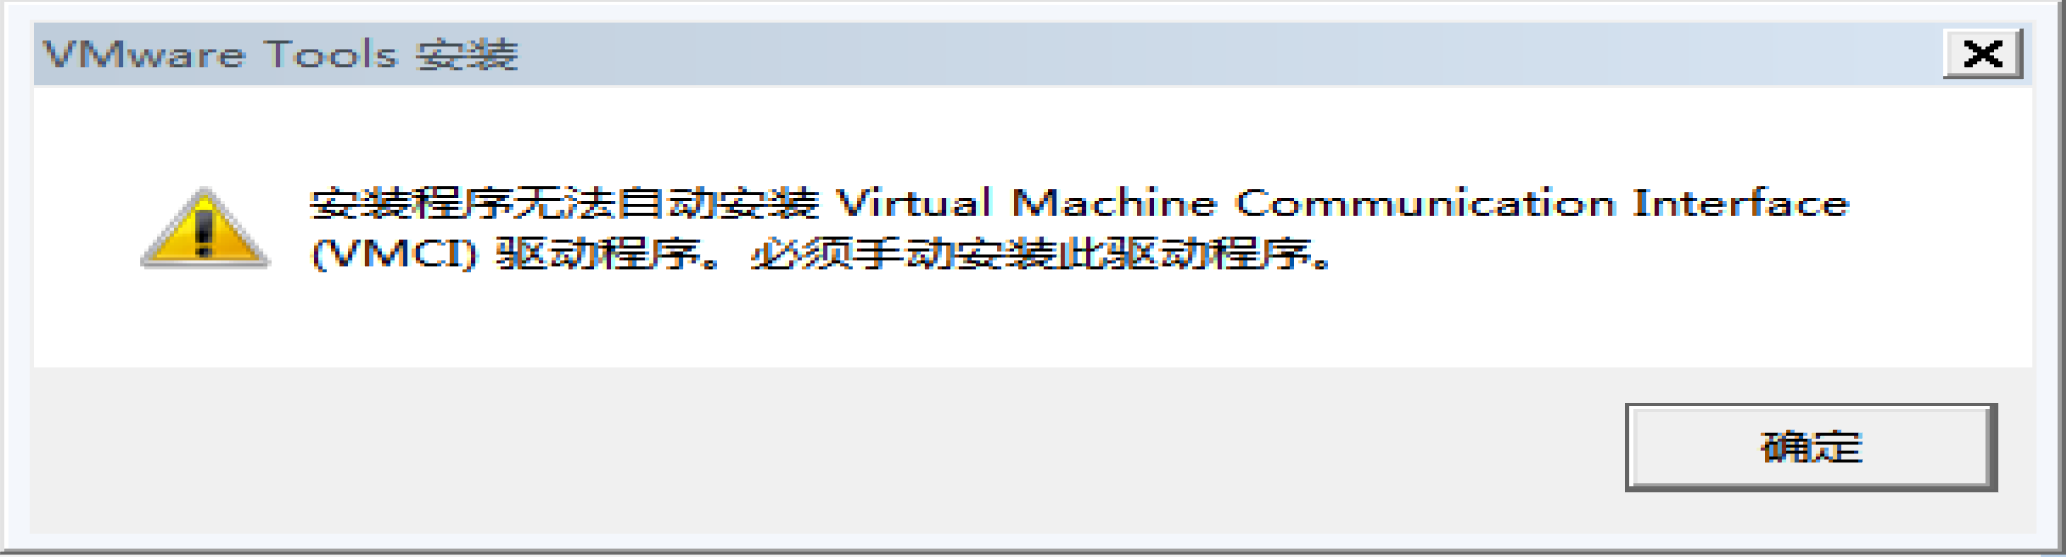 VMware Tools 安装
安装程序无法自动安装 Virtual Machine Communication Interface
(VMCI) 驱动程序。必须手动安装此驱动程序。
确定